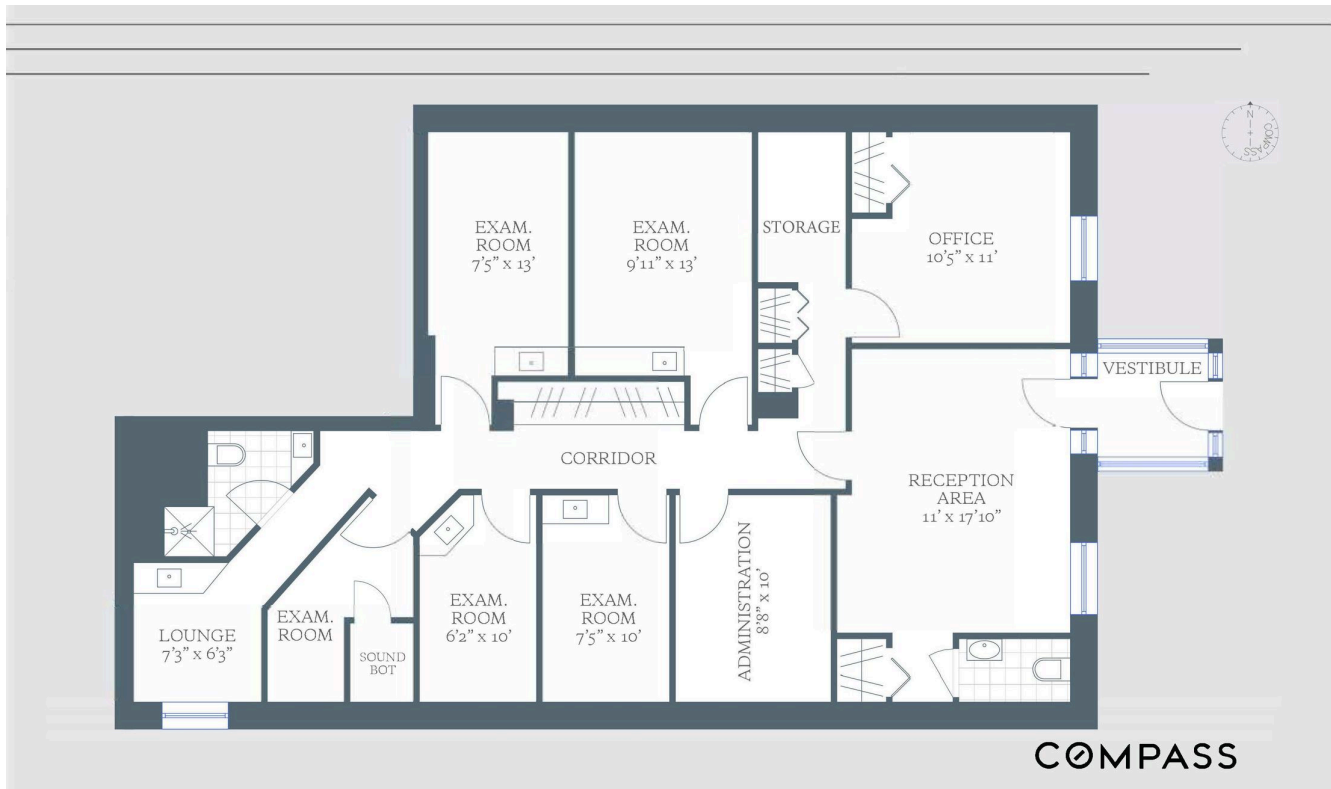 N
COMPASS
EXAM.
ROOM
7'5" x 13'
EXAM.
ROOM
9'11" x 13'
STORAGE
OFFICE
10'5" x 11'
VESTIBULE
CORRIDOR
RECEPTION
AREA
11' x 17'10"
ADMINISTRATION
8'8" x 10'
EXAM.
ROOM
7'5" x 10'
EXAM.
ROOM
6'2" x 10'
EXAM.
ROOM
SOUND
BOT
LOUNGE
7'3" x 6'3"
COMPASS